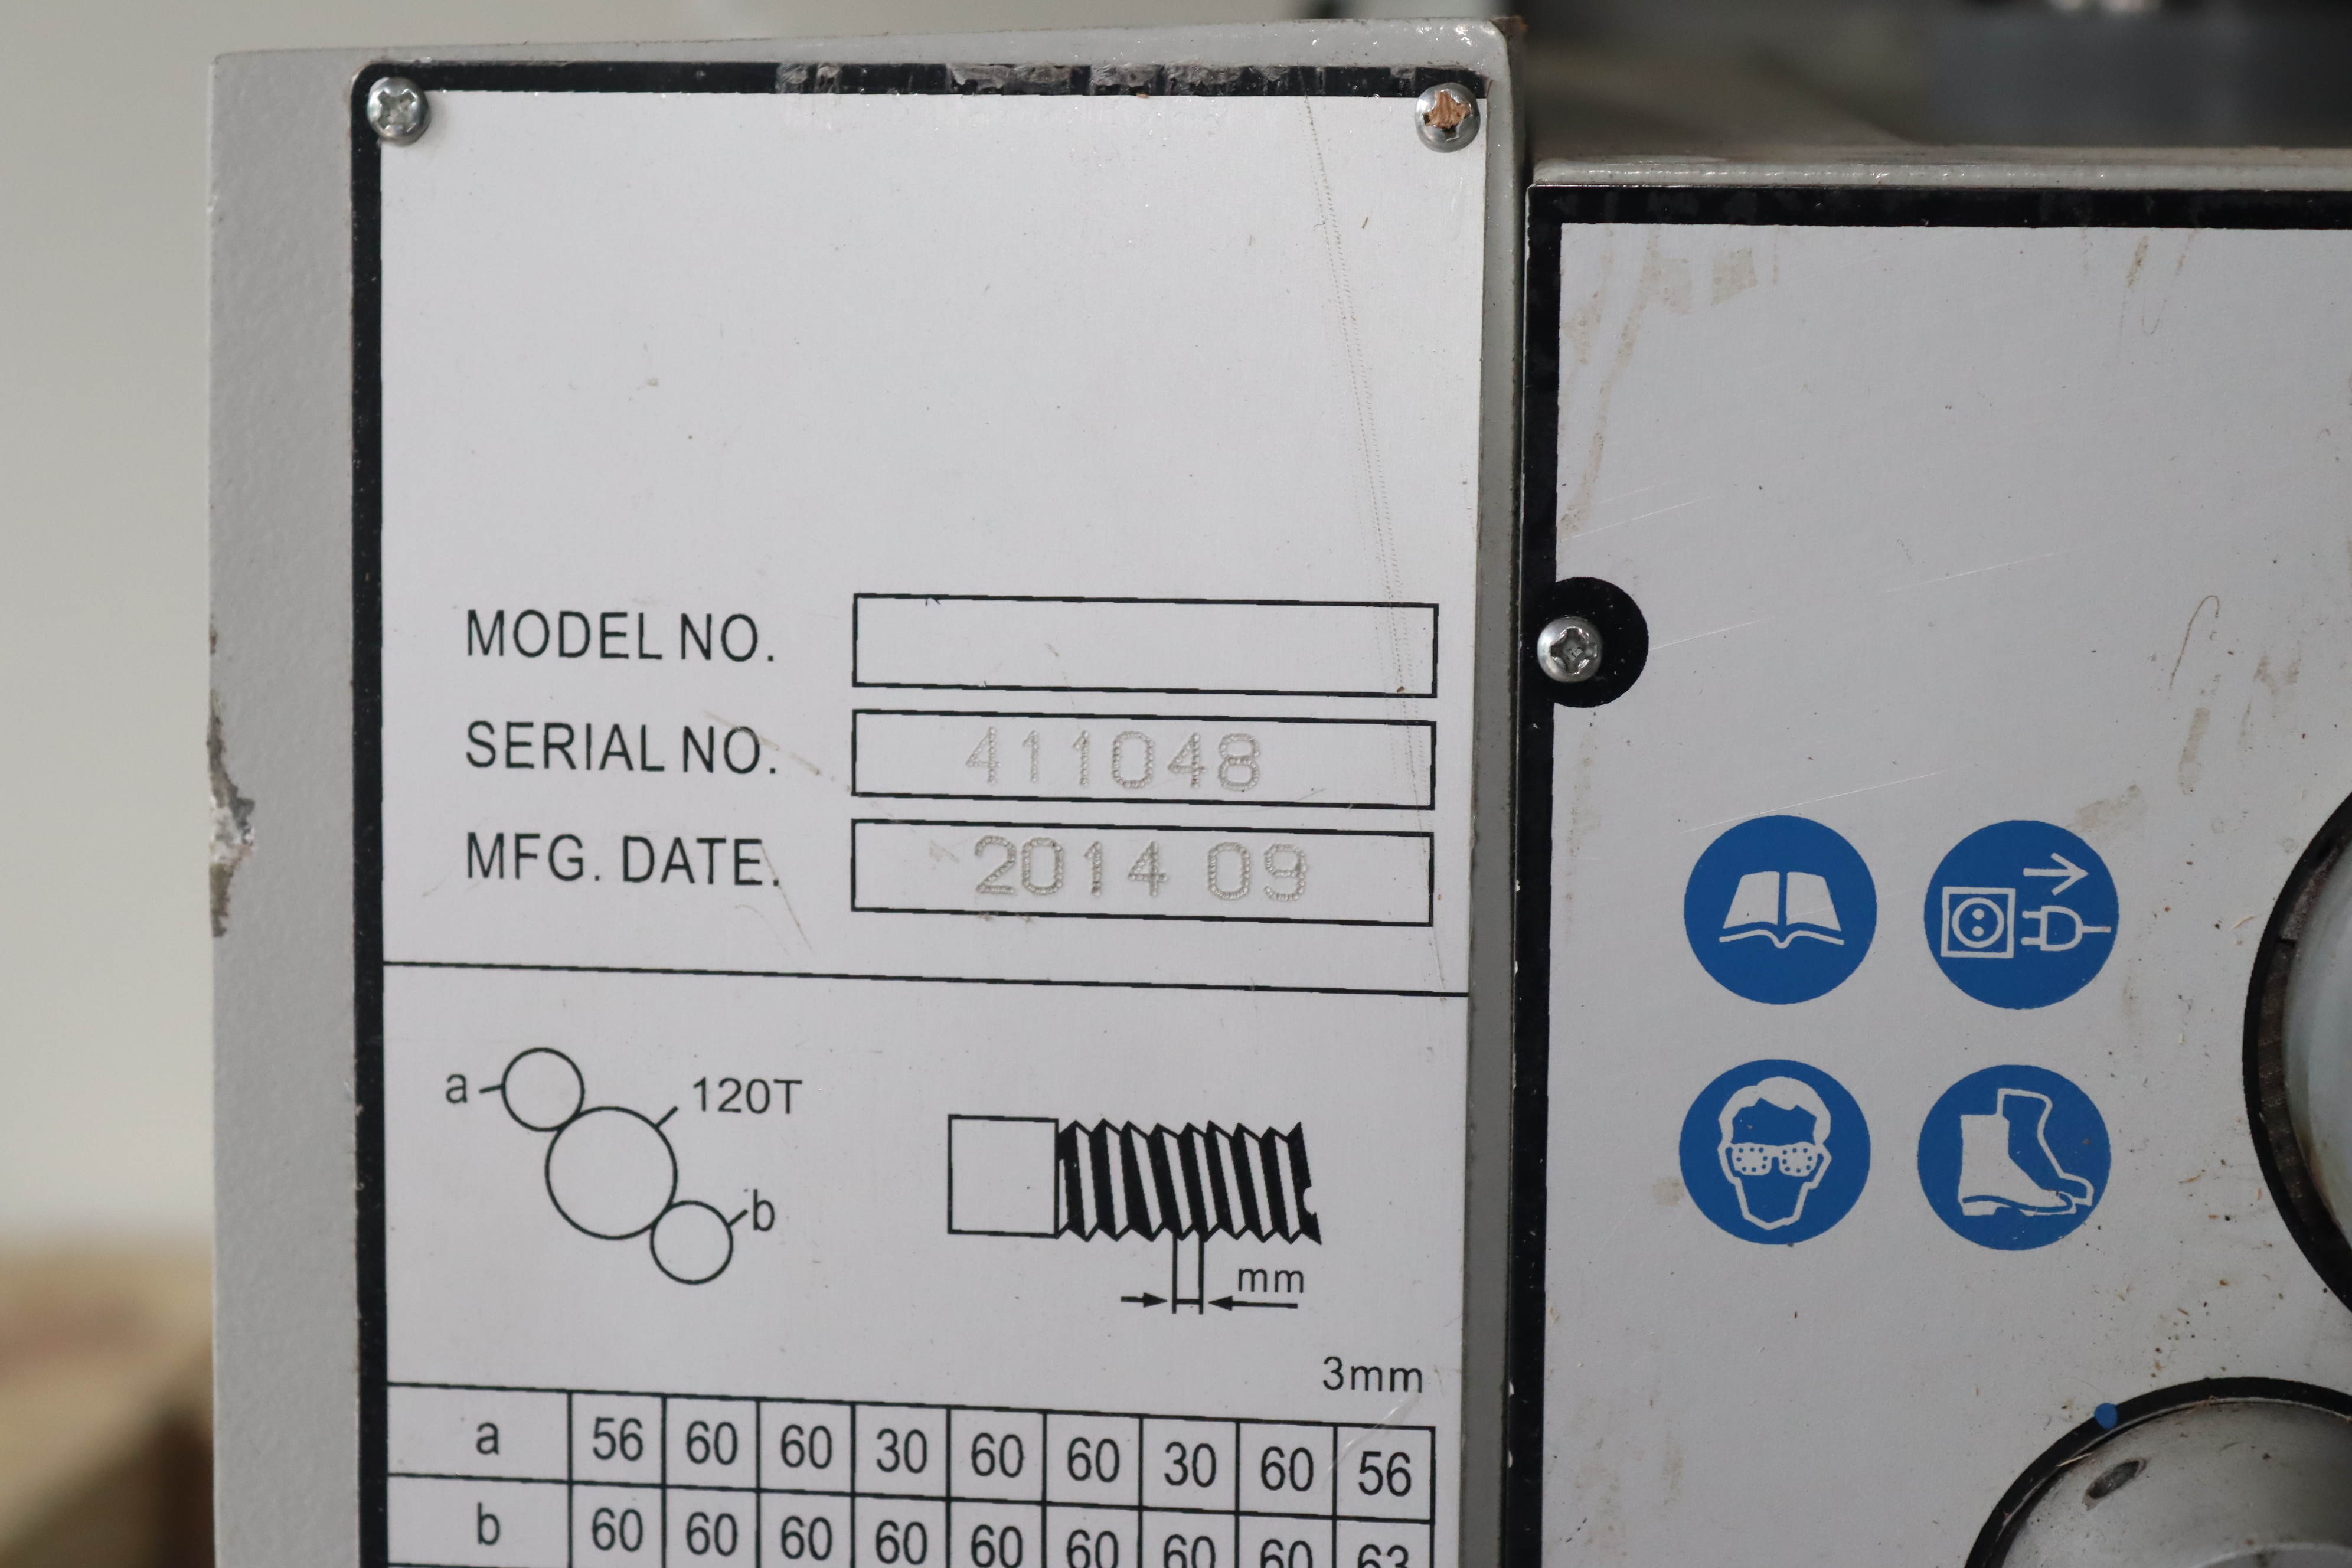 MODEL NO.
SERIAL NO. 411048
MFG. DATE. 2014 09
a 120T
b
mm
3mm
a 56 60 60 30 60 60 30 60 56
b 60 60 60 60 60 60 60 60 63